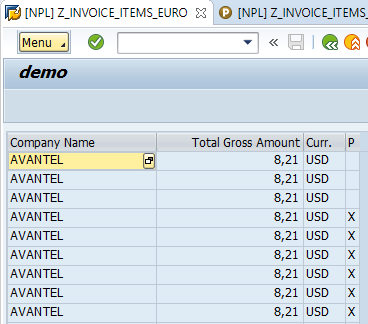 [NPL] Z_INVOICE_ITEMS_EURO [NPL] Z_INVOICE_ITEMS_
Menu
demo
Company Name Total Gross Amount Curr. P
AVANTEL 8,21 USD
AVANTEL 8,21 USD
AVANTEL 8,21 USD
AVANTEL 8,21 USD X
AVANTEL 8,21 USD X
AVANTEL 8,21 USD X
AVANTEL 8,21 USD X
AVANTEL 8,21 USD X
AVANTEL 8,21 USD X